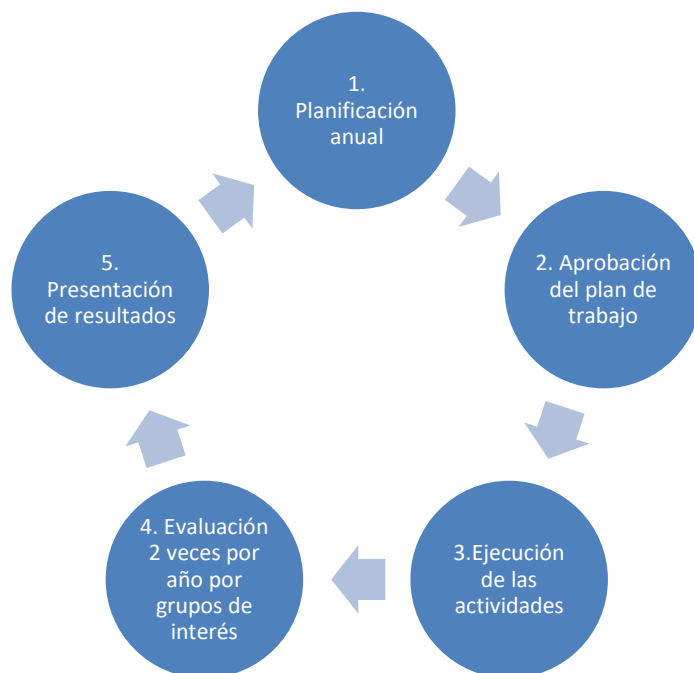 1.
Planificación
anual
2. Aprobación
del plan de
trabajo
3.Ejecución
de las
actividades
4. Evaluación
2 veces por
año por
grupos de
interés
5.
Presentación
de resultados